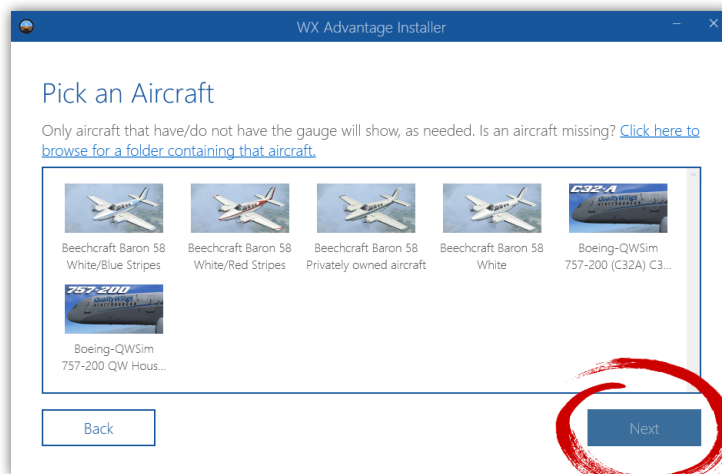 WX Advantage Installer
Pick an Aircraft
Only aircraft that have/do not have the gauge will show, as needed. Is an aircraft missing? Click here to
browse for a folder containing that aircraft.
C32-A
QualityWings
Beechcraft Baron 58
White/Blue Stripes
Beechcraft Baron 58
White/Red Stripes
Beechcraft Baron 58
Privately owned aircraft
Beechcraft Baron 58
White
Boeing-QWSim
757-200 (C32A) C3...
757-200
QualityWings
Boeing-QWSim
757-200 QW Hous...
Back
Next